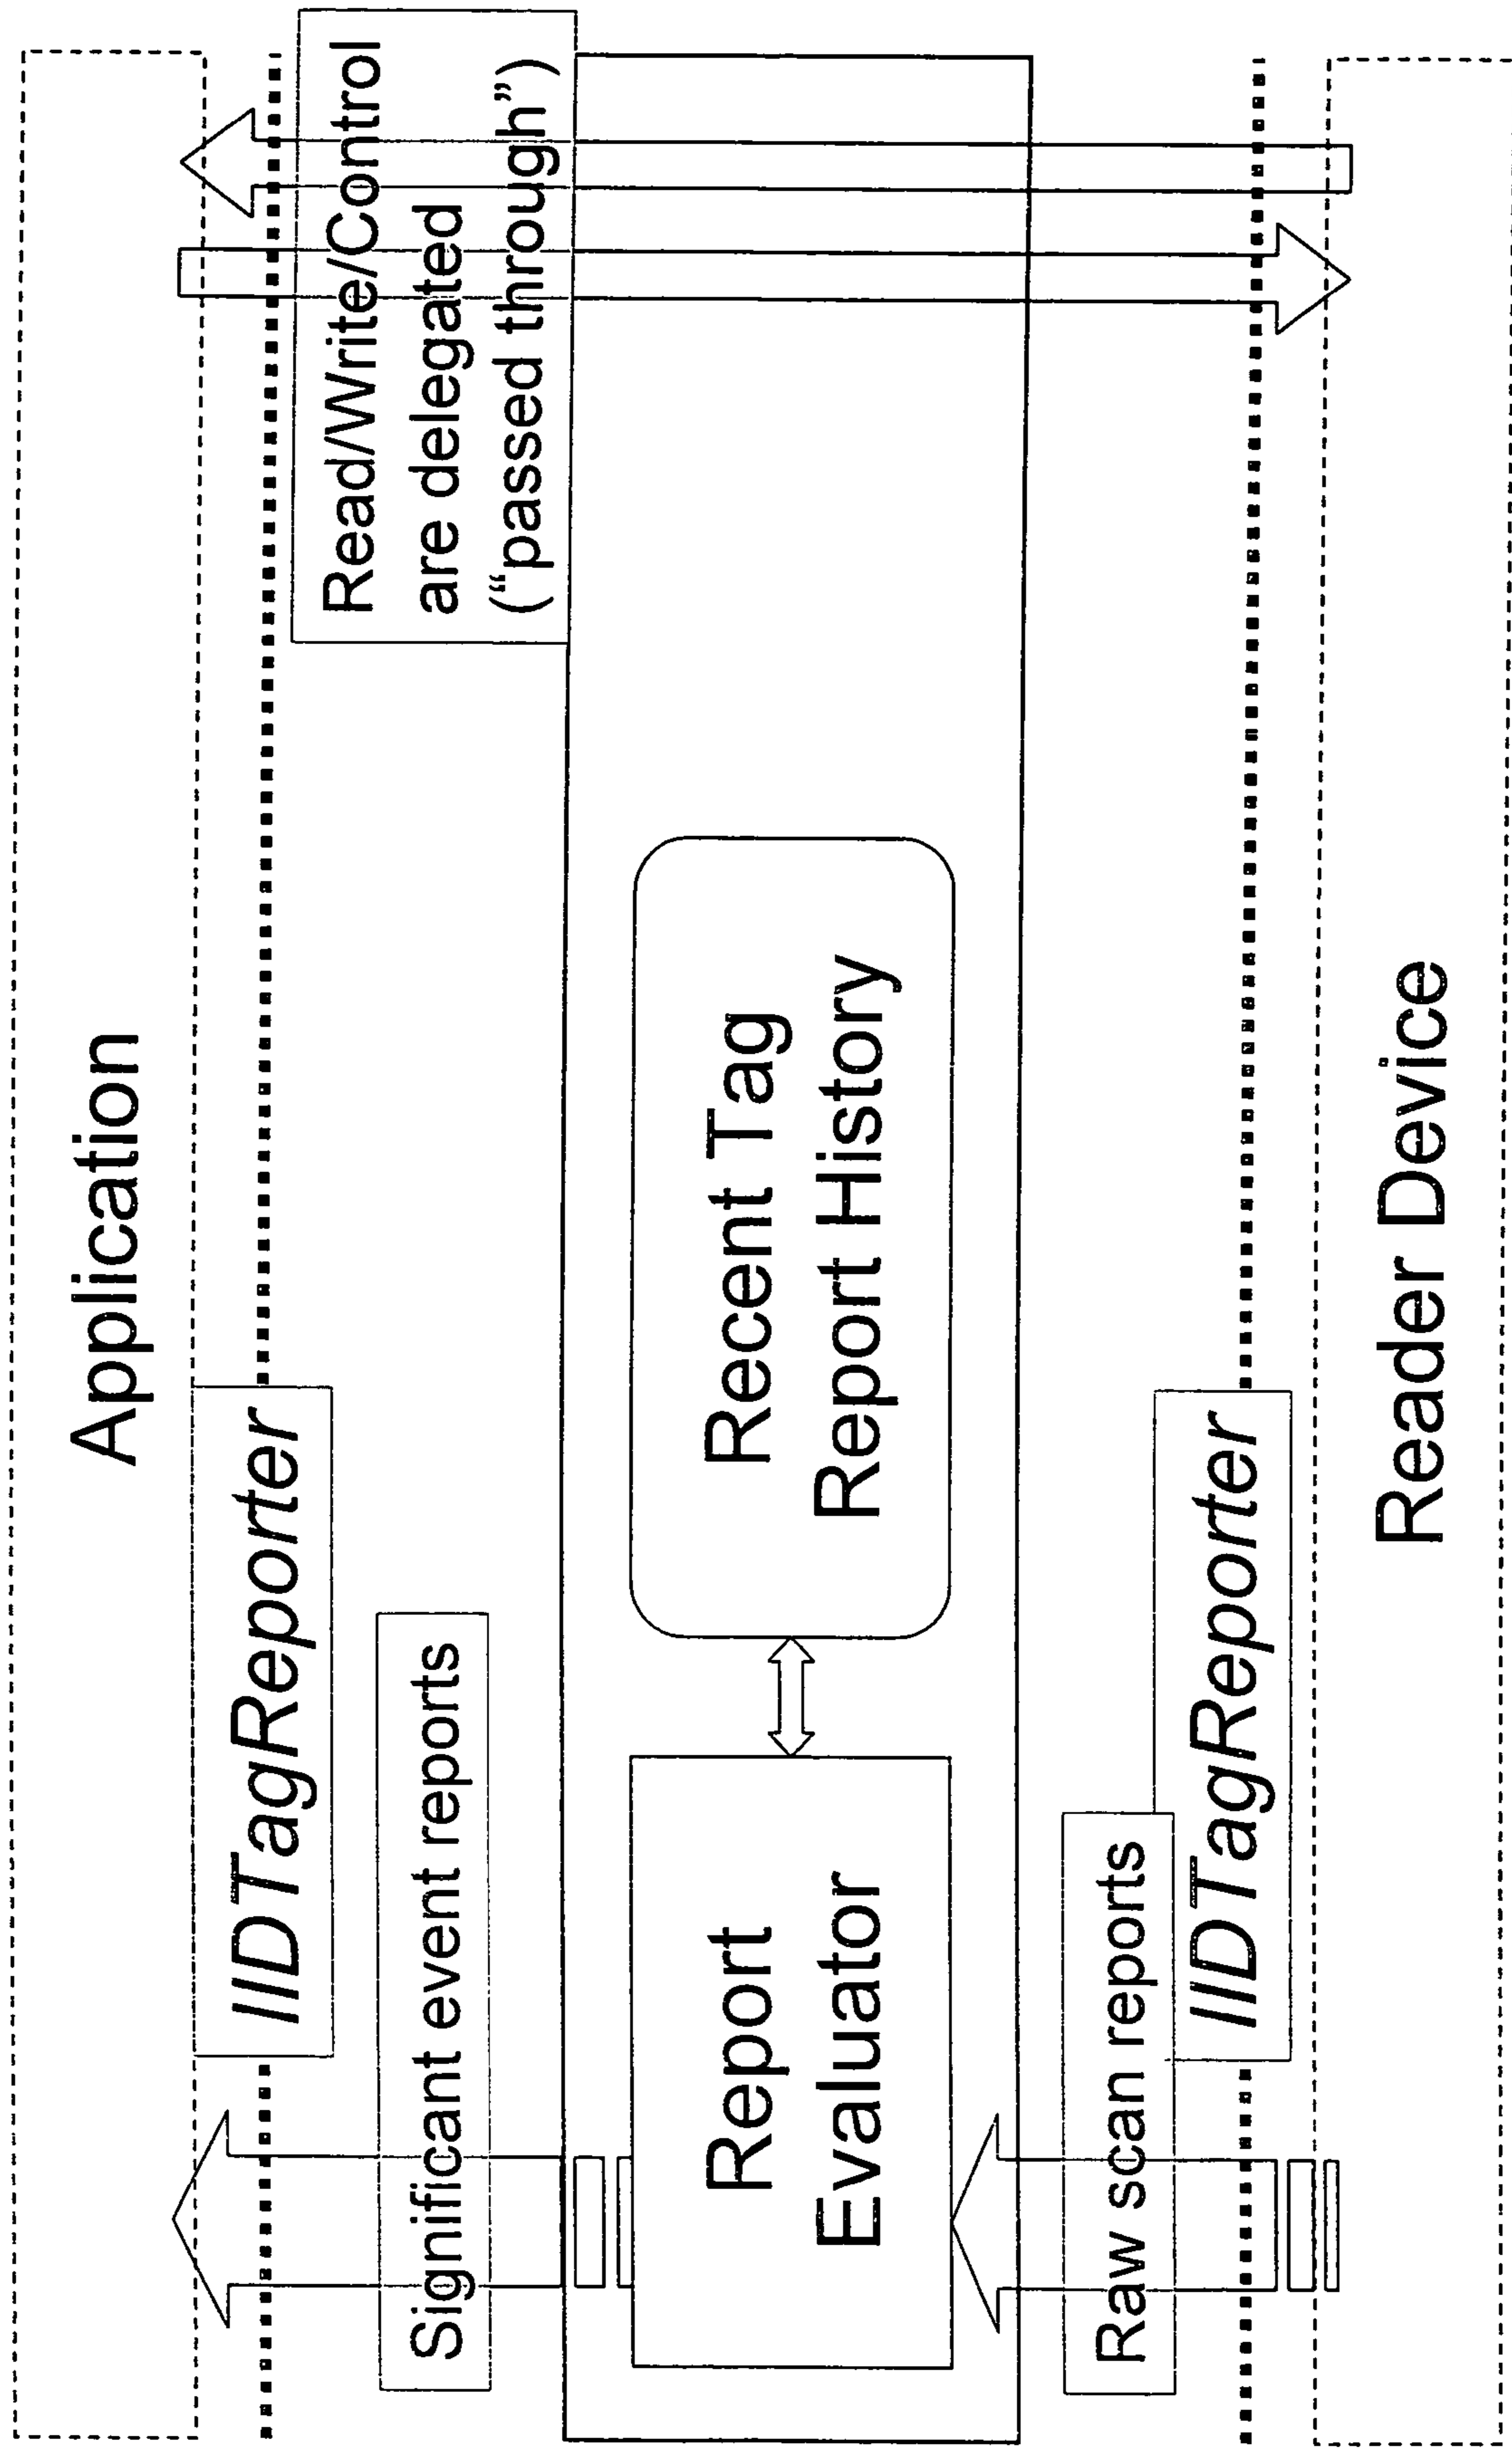 Application
IIDTagReporter
Significant event reports
Read/Write/Control
are delegated
(“passed through”)
Report
Evaluator
Recent Tag
Report History
Raw scan reports
IIDTagReporter
Reader Device